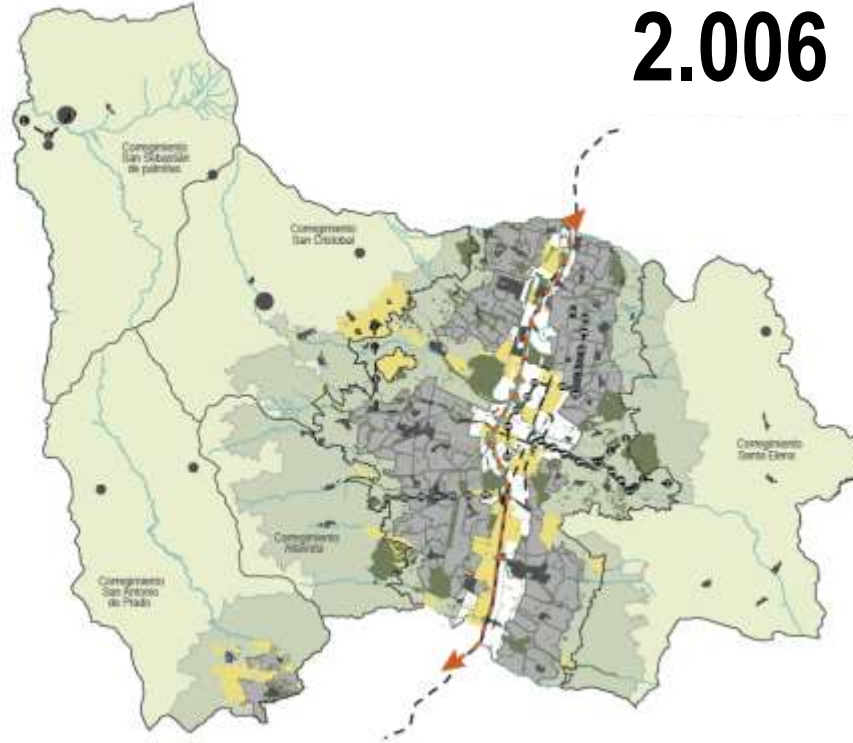 2.006
Corregimiento
San Sebastián
de palmitas
Corregimiento
San Cristobal
Corregimiento
Santa Elena
Corregimiento
Altavista
Corregimiento
San Antonio
de Prado